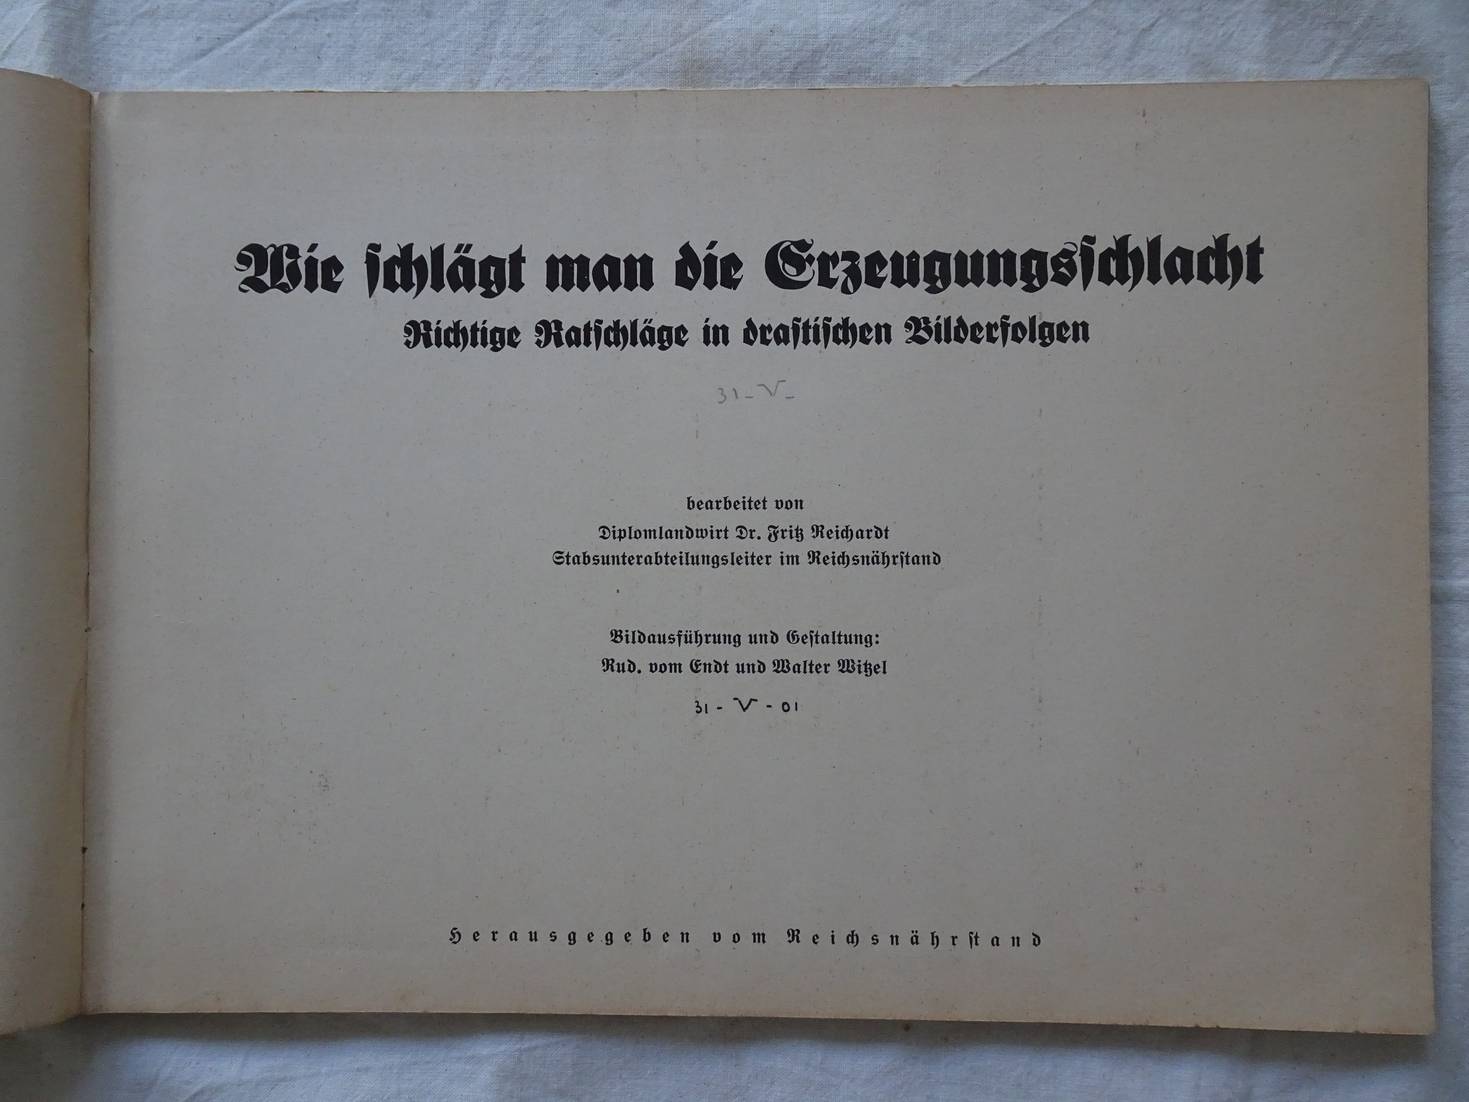 Wie ſchlägt man die Erzeugungsſchlacht
Richtige Ratſchläge in draſtiſchen Bilderfolgen
31 - V -
bearbeitet von
Diplomlandwirt Dr. Fritz Reichardt
Stabsunterabteilungsleiter im Reichsnährſtand
Bildausführung und Geſtaltung:
Rud. vom Endt und Walter Witzel
31 - V - 01
Herausgegeben vom Reichsnährſtand